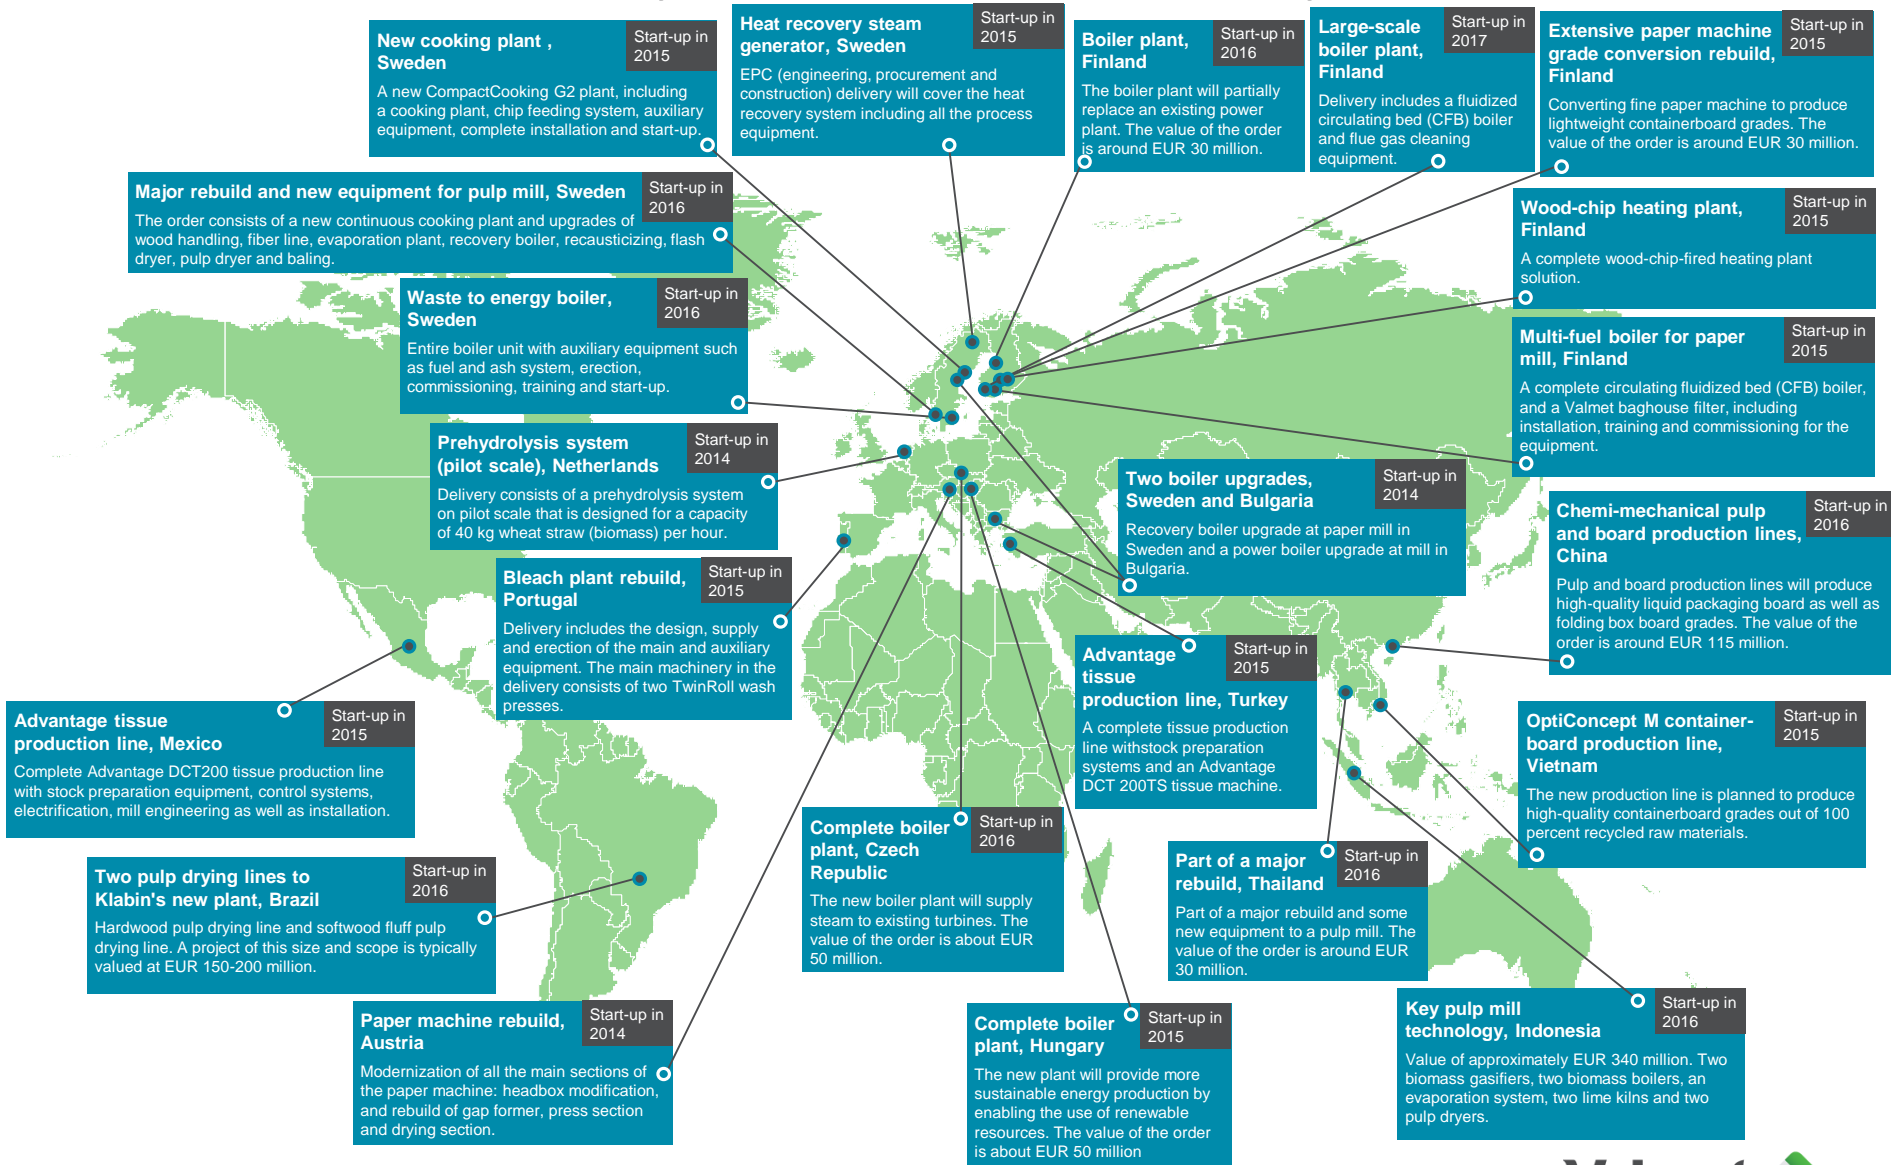 New cooking plant ,
Sweden
Start-up in
2015
A new CompactCooking G2 plant, including
a cooking plant, chip feeding system, auxiliary
equipment, complete installation and start-up.
Heat recovery steam
generator, Sweden
Start-up in
2015
EPC (engineering, procurement and
construction) delivery will cover the heat
recovery system including all the process
equipment.
Boiler plant,
Finland
Start-up in
2016
The boiler plant will partially
replace an existing power
plant. The value of the order
is around EUR 30 million.
Large-scale
boiler plant,
Finland
Start-up in
2017
Delivery includes a fluidized
circulating bed (CFB) boiler
and flue gas cleaning
equipment.
Extensive paper machine
grade conversion rebuild,
Finland
Start-up in
2015
Converting fine paper machine to produce
lightweight containerboard grades. The
value of the order is around EUR 30 million.
Major rebuild and new equipment for pulp mill, Sweden
Start-up in
2016
The order consists of a new continuous cooking plant and upgrades of
wood handling, fiber line, evaporation plant, recovery boiler, recausticizing, flash
dryer, pulp dryer and baling.
Wood-chip heating plant,
Finland
Start-up in
2015
A complete wood-chip-fired heating plant
solution.
Waste to energy boiler,
Sweden
Start-up in
2016
Entire boiler unit with auxiliary equipment such
as fuel and ash system, erection,
commissioning, training and start-up.
Multi-fuel boiler for paper
mill, Finland
Start-up in
2015
A complete circulating fluidized bed (CFB) boiler,
and a Valmet baghouse filter, including
installation, training and commissioning for the
equipment.
Prehydrolysis system
(pilot scale), Netherlands
Start-up in
2014
Delivery consists of a prehydrolysis system
on pilot scale that is designed for a capacity
of 40 kg wheat straw (biomass) per hour.
Two boiler upgrades,
Sweden and Bulgaria
Start-up in
2014
Recovery boiler upgrade at paper mill in
Sweden and a power boiler upgrade at mill in
Bulgaria.
Chemi-mechanical pulp
and board production lines,
China
Start-up in
2016
Pulp and board production lines will produce
high-quality liquid packaging board as well as
folding box board grades. The value of the
order is around EUR 115 million.
Bleach plant rebuild,
Portugal
Start-up in
2015
Delivery includes the design, supply
and erection of the main and auxiliary
equipment. The main machinery in the
delivery consists of two TwinRoll wash
presses.
Advantage
tissue
production line, Turkey
Start-up in
2015
A complete tissue production
line withstock preparation
systems and an Advantage
DCT 200TS tissue machine.
Advantage tissue
production line, Mexico
Start-up in
2015
Complete Advantage DCT200 tissue production line
with stock preparation equipment, control systems,
electrification, mill engineering as well as installation.
OptiConcept M container-
board production line,
Vietnam
Start-up in
2015
The new production line is planned to produce
high-quality containerboard grades out of 100
percent recycled raw materials.
Complete boiler
plant, Czech
Republic
Start-up in
2016
The new boiler plant will supply
steam to existing turbines. The
value of the order is about EUR
50 million.
Part of a major
rebuild, Thailand
Start-up in
2016
Part of a major rebuild and some
new equipment to a pulp mill. The
value of the order is around EUR
30 million.
Two pulp drying lines to
Klabin's new plant, Brazil
Start-up in
2016
Hardwood pulp drying line and softwood fluff pulp
drying line. A project of this size and scope is typically
valued at EUR 150-200 million.
Paper machine rebuild,
Austria
Start-up in
2014
Modernization of all the main sections of
the paper machine: headbox modification,
and rebuild of gap former, press section
and drying section.
Complete boiler
plant, Hungary
Start-up in
2015
The new plant will provide more
sustainable energy production by
enabling the use of renewable
resources. The value of the order
is about EUR 50 million
Key pulp mill
technology, Indonesia
Start-up in
2016
Value of approximately EUR 340 million. Two
biomass gasifiers, two biomass boilers, an
evaporation system, two lime kilns and two
pulp dryers.